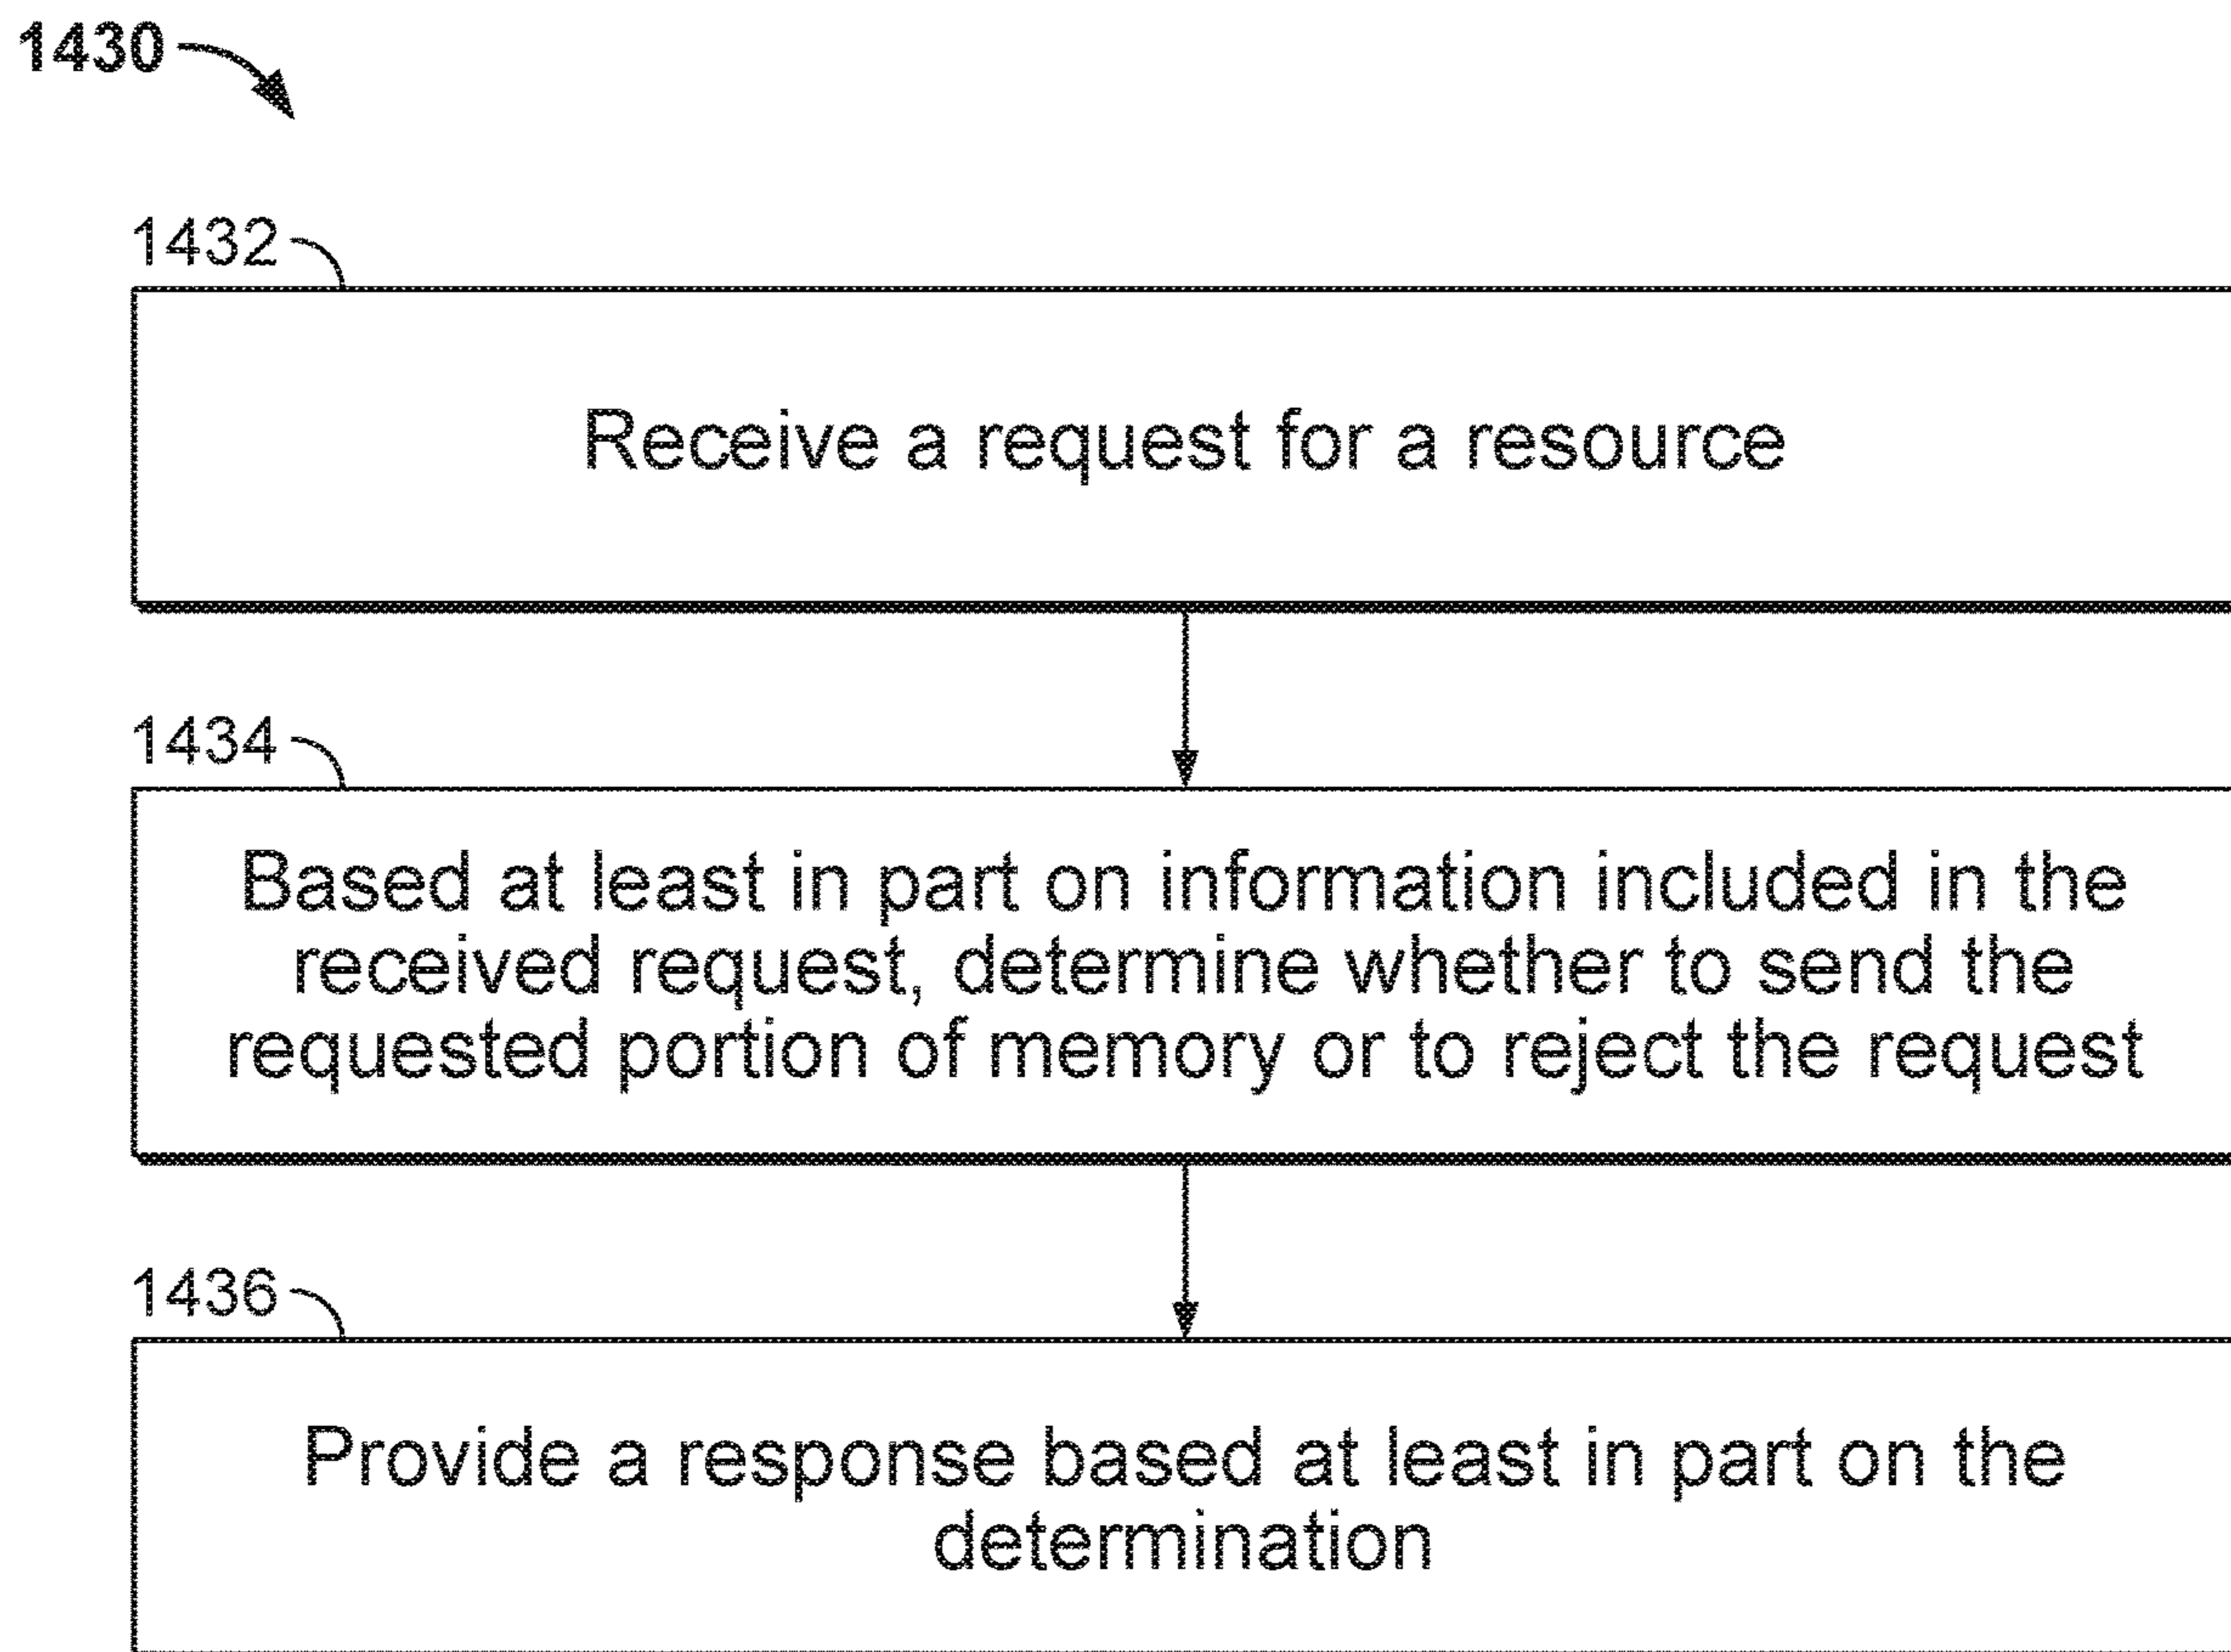 1430
1432
Receive a request for a resource
1434
Based at least in part on information included in the
received request, determine whether to send the
requested portion of memory or to reject the request
1436
Provide a response based at least in part on the
determination